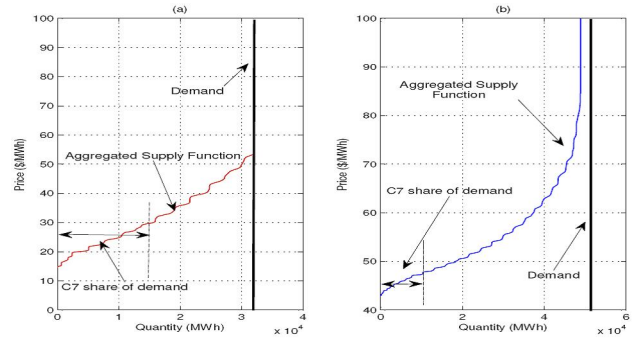 (a)
100
90
80
70
60
50
40
30
20
10
0
Price ($/MWh)
Demand
Aggregated Supply Function
C7 share of demand
0
1
2
3
4
x 10^4
Quantity (MWh)
(b)
100
90
80
70
60
50
40
Price ($/MWh)
Aggregated Supply
Function
C7 share of demand
Demand
0
2
4
6
x 10^4
Quantity (MWh)